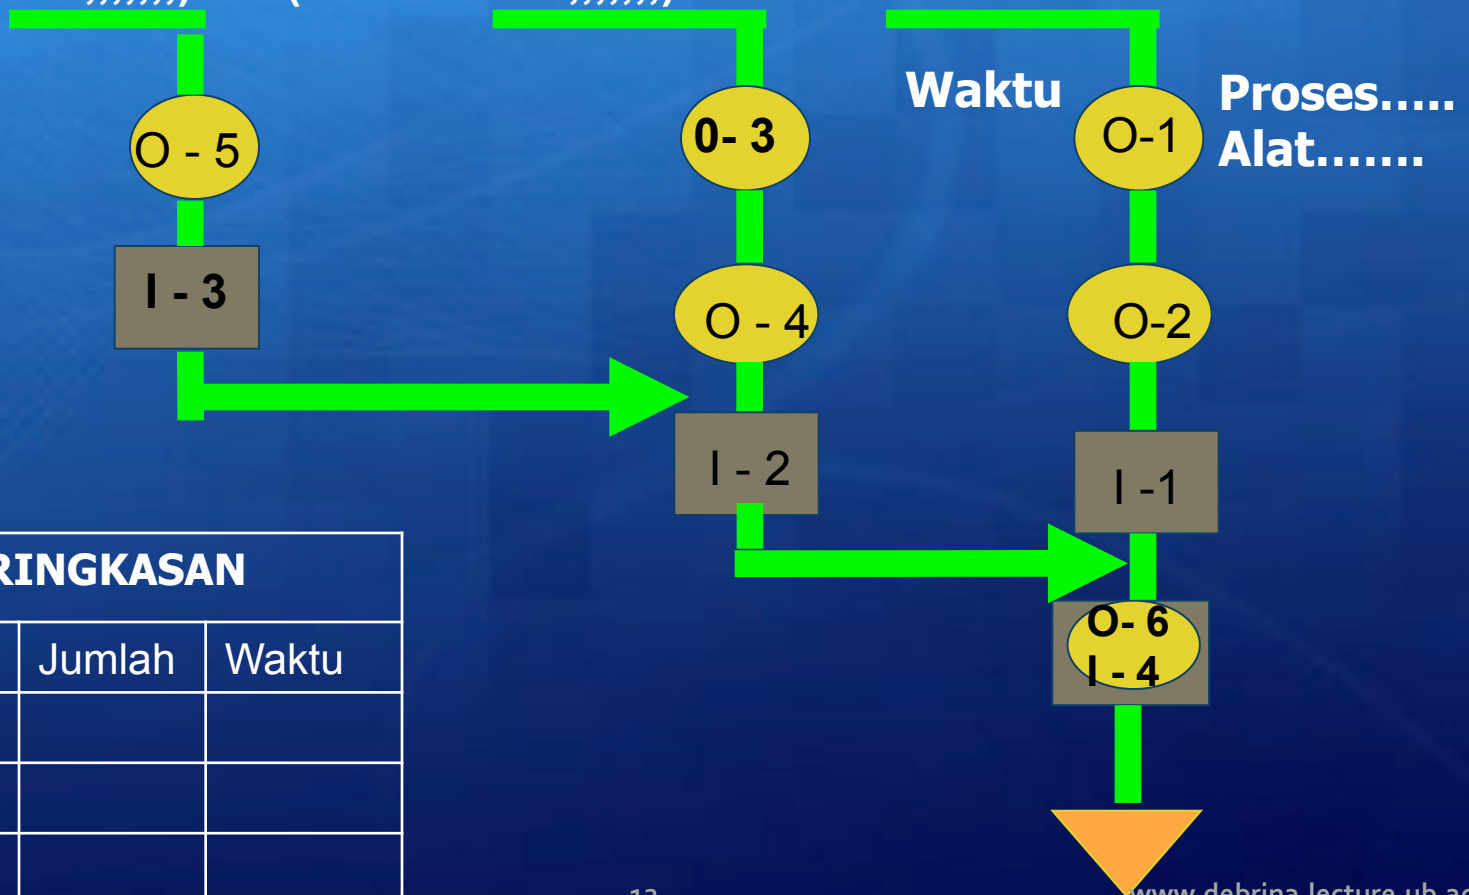 Waktu
Proses.....
Alat.......
O - 5
0- 3
O-1
I - 3
O - 4
O-2
I - 2
I -1
O- 6
I - 4
RINGKASAN
Jumlah
Waktu